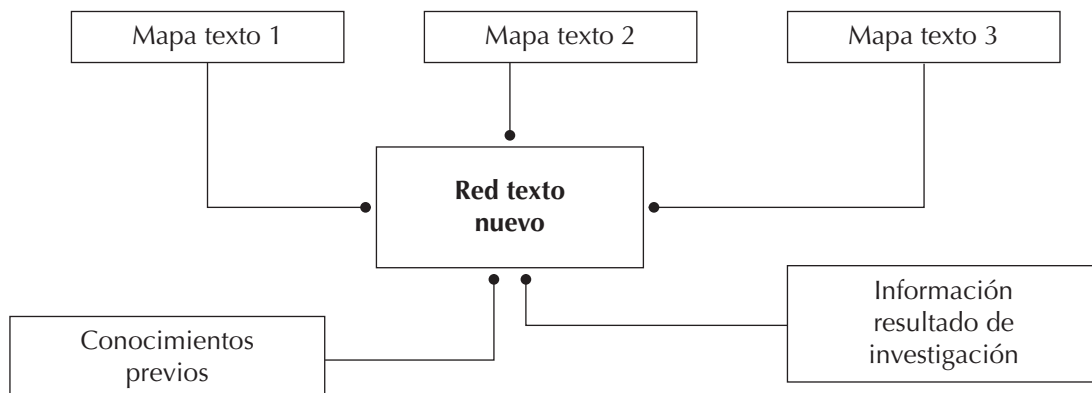 Mapa texto 1
Mapa texto 2
Mapa texto 3
Red texto
nuevo
Conocimientos
previos
Información
resultado de
investigación